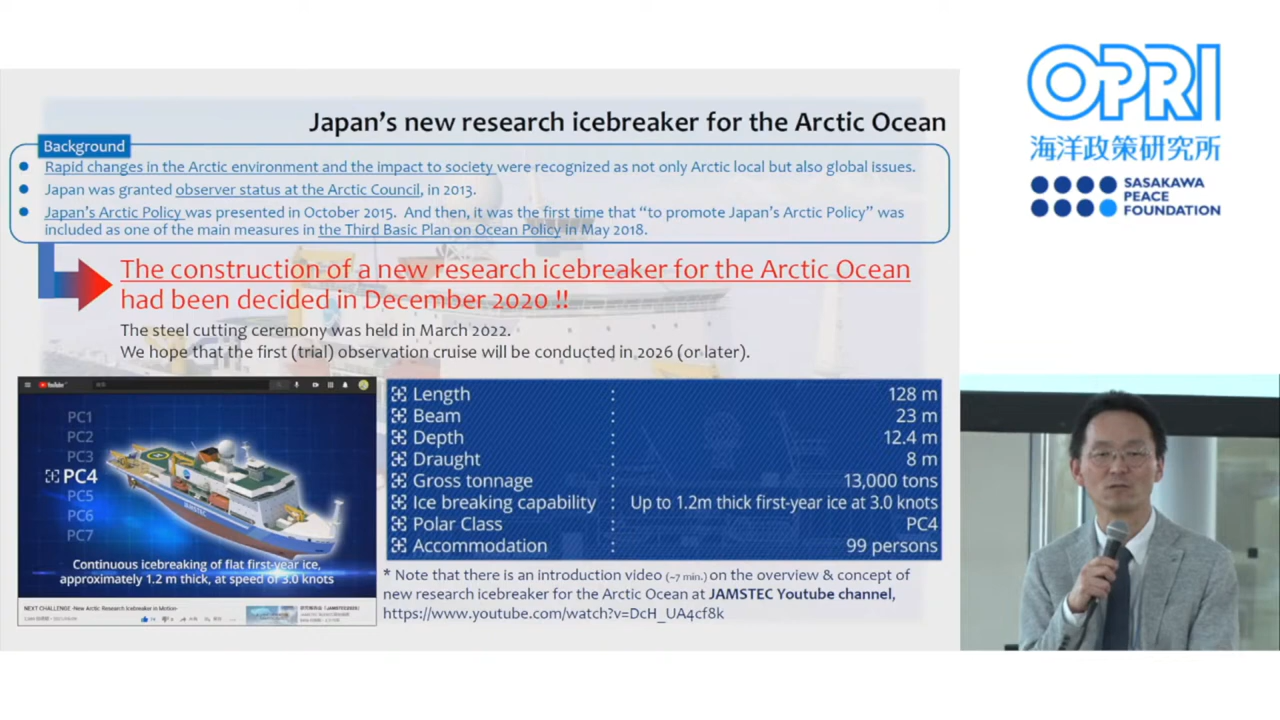 Japan's new research icebreaker for the Arctic Ocean
Background
Rapid changes in the Arctic environment and the impact to society were recognized as not only Arctic local but also global issues.
Japan was granted observer status at the Arctic Council, in 2013.
Japan's Arctic Policy was presented in October 2015. And then, it was the first time that "to promote Japan's Arctic Policy" was
included as one of the main measures in the Third Basic Plan on Ocean Policy in May 2018.
The construction of a new research icebreaker for the Arctic Ocean
had been decided in December 2020 !!
The steel cutting ceremony was held in March 2022.
We hope that the first (trial) observation cruise will be conducted in 2026 (or later).
YouTube
PC1
PC2
PC3
PC4
PC5
PC6
PC7
JAMSTEC
Continuous icebreaking of flat first-year ice,
approximately 1.2 m thick, at speed of 3.0 knots
NEXT CHALLENGE -New Arctic Research Icebreaker in Motion-
Length : 128 m
Beam : 23 m
Depth : 12.4 m
Draught : 8 m
Gross tonnage : 13,000 tons
Ice breaking capability : Up to 1.2m thick first-year ice at 3.0 knots
Polar Class : PC4
Accommodation : 99 persons
* Note that there is an introduction video (~7 min.) on the overview & concept of
new research icebreaker for the Arctic Ocean at JAMSTEC Youtube channel,
https://www.youtube.com/watch?v=DcH_UA4cf8k
OPRI
海洋政策研究所
SASAKAWA
PEACE
FOUNDATION